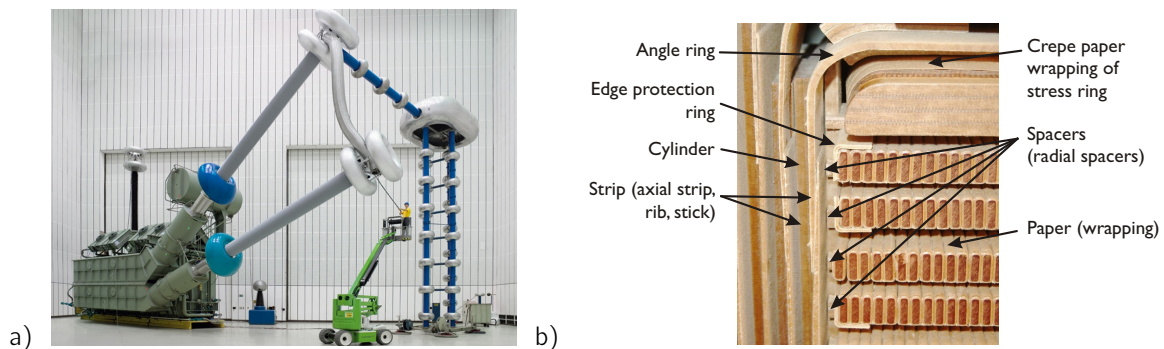 a)
b)
Angle ring
Edge protection
ring
Cylinder
Strip (axial strip,
rib, stick)
Crepe paper
wrapping of
stress ring
Spacers
(radial spacers)
Paper (wrapping)